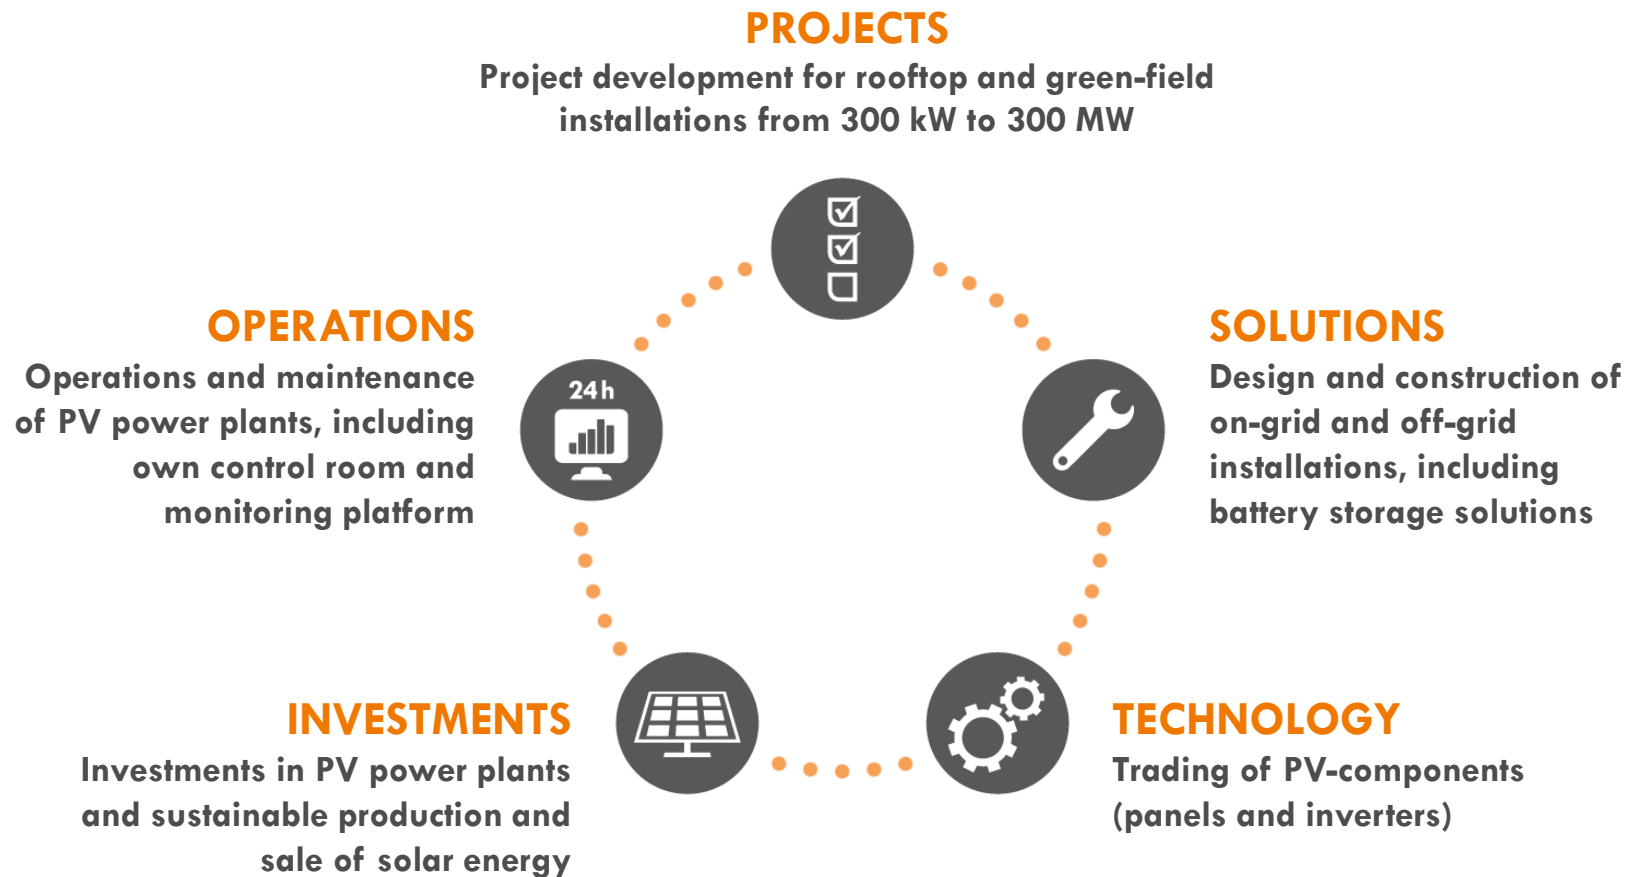 PROJECTS
Project development for rooftop and green-field
installations from 300 kW to 300 MW
OPERATIONS
Operations and maintenance
of PV power plants, including
own control room and
monitoring platform
24h
SOLUTIONS
Design and construction of
on-grid and off-grid
installations, including
battery storage solutions
INVESTMENTS
Investments in PV power plants
and sustainable production and
sale of solar energy
TECHNOLOGY
Trading of PV-components
(panels and inverters)